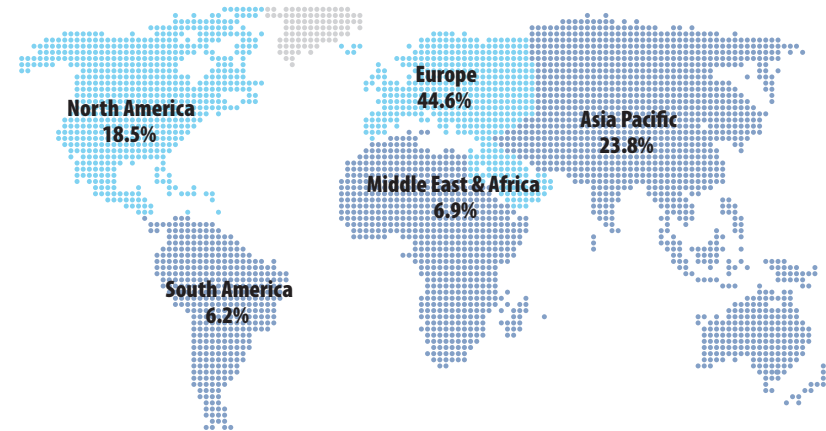 Europe
44.6%
North America
18.5%
Asia Pacific
23.8%
Middle East & Africa
6.9%
South America
6.2%